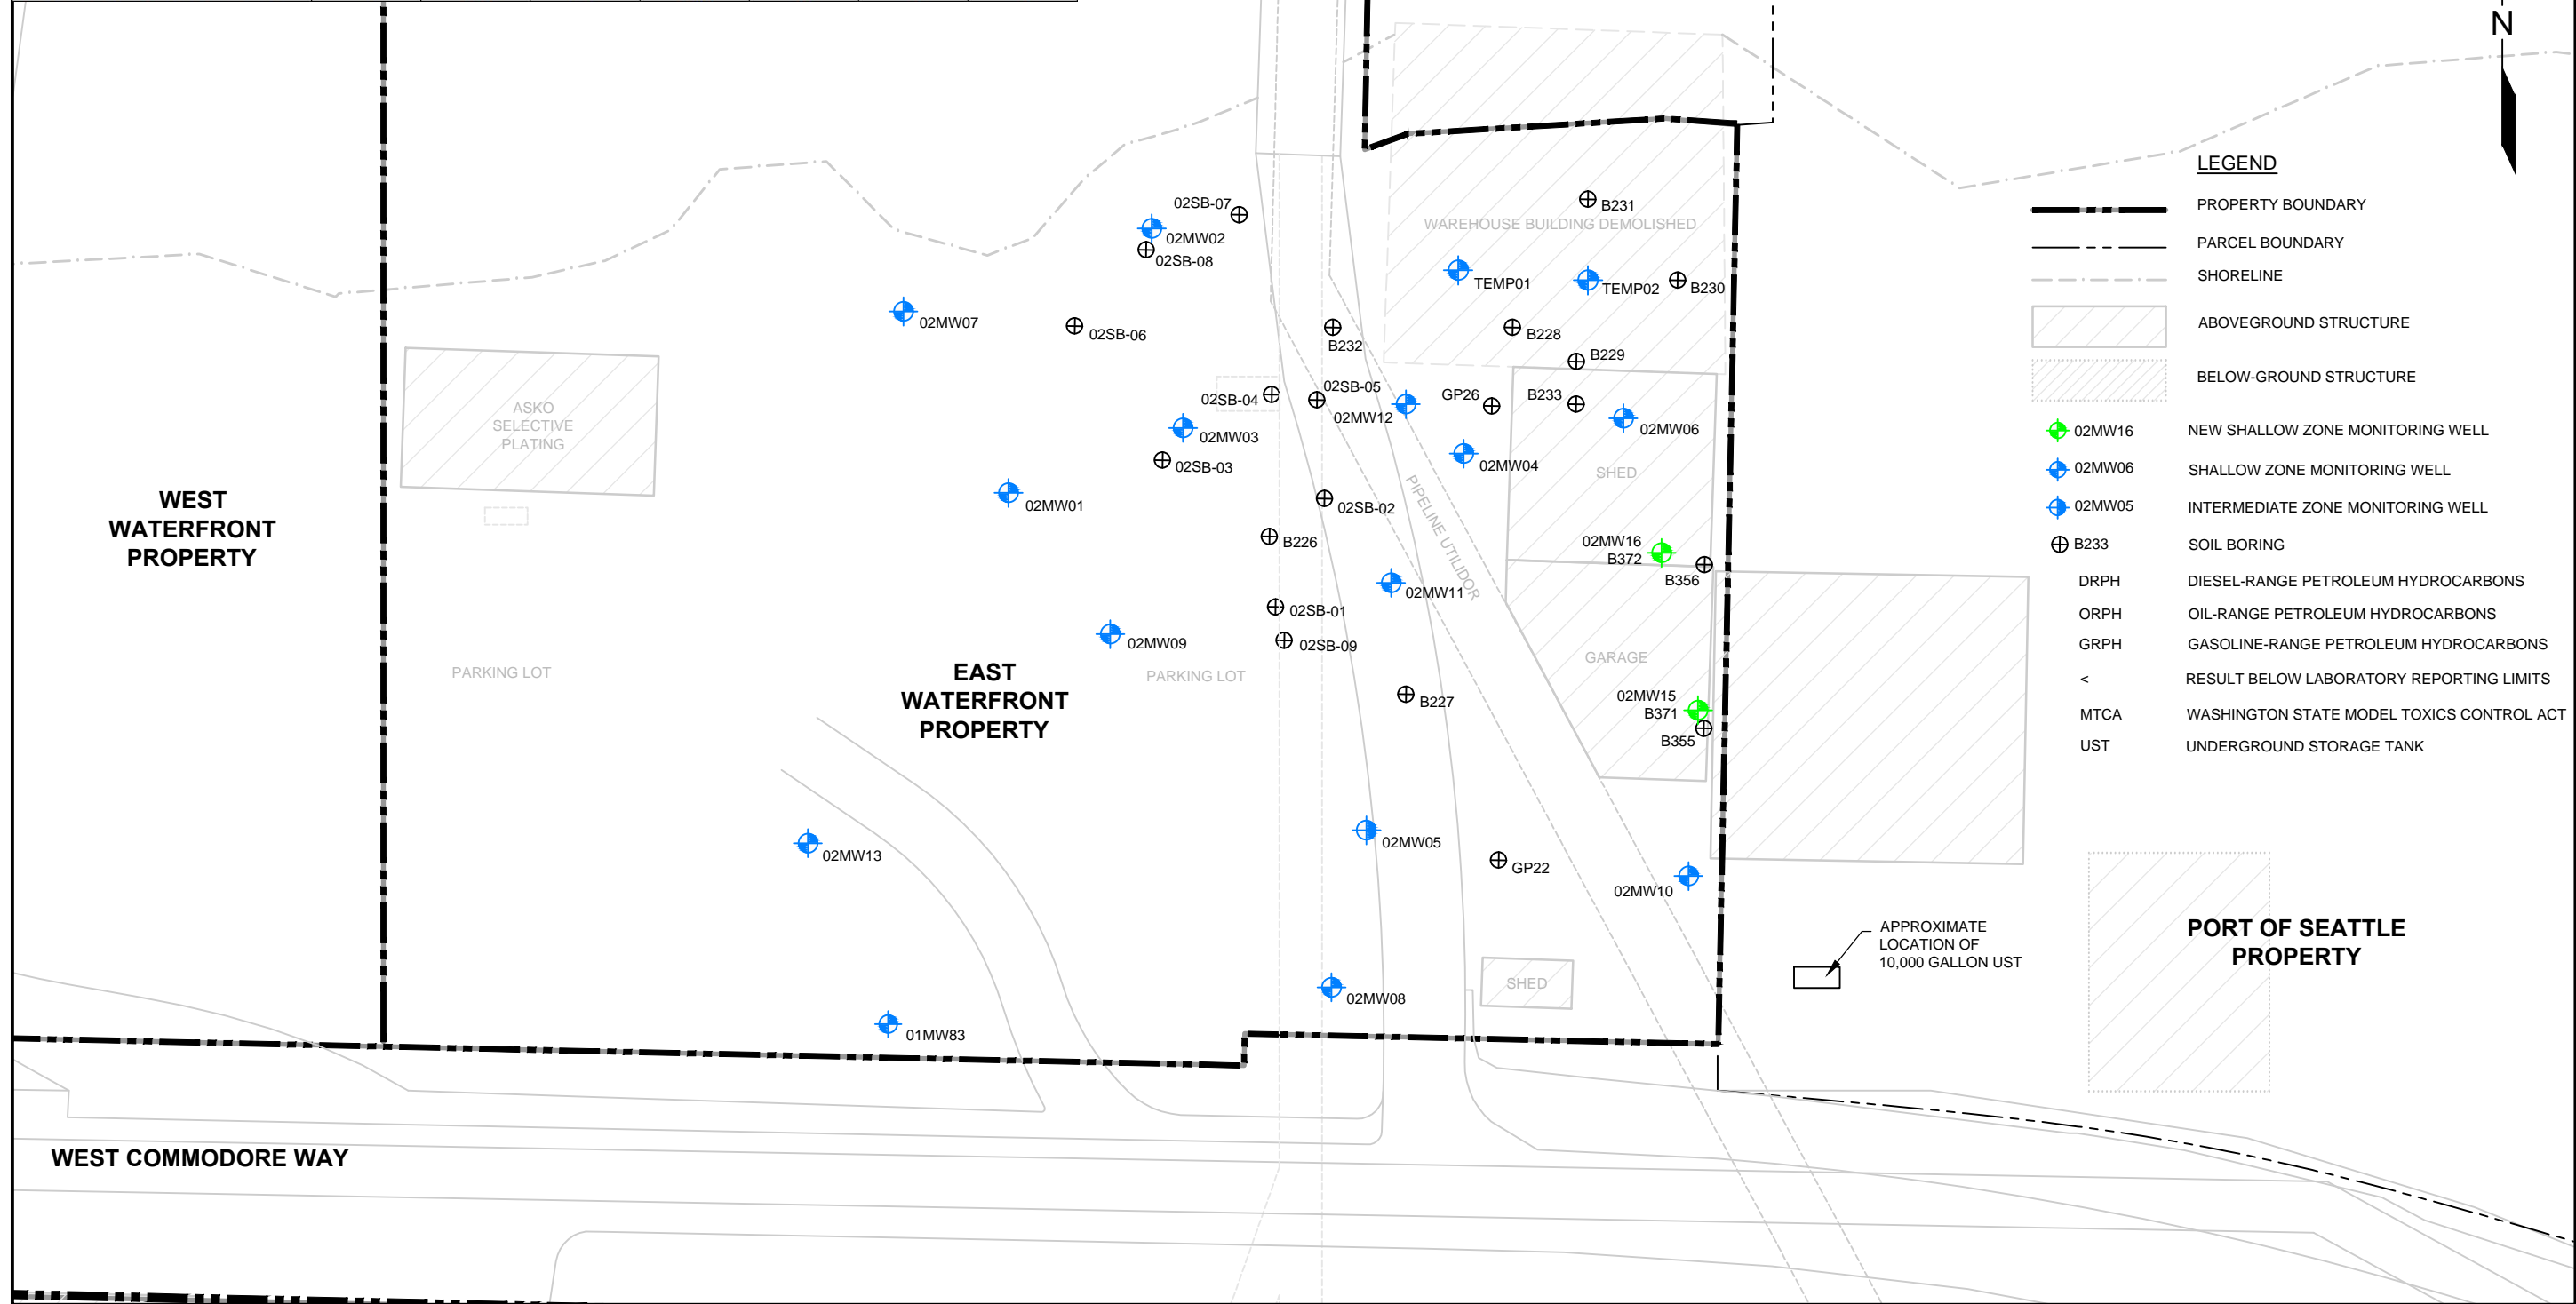 N
LEGEND
PROPERTY BOUNDARY
PARCEL BOUNDARY
SHORELINE
ABOVEGROUND STRUCTURE
BELOW-GROUND STRUCTURE
02MW16 NEW SHALLOW ZONE MONITORING WELL
02MW06 SHALLOW ZONE MONITORING WELL
02MW05 INTERMEDIATE ZONE MONITORING WELL
B233 SOIL BORING
DRPH DIESEL-RANGE PETROLEUM HYDROCARBONS
ORPH OIL-RANGE PETROLEUM HYDROCARBONS
GRPH GASOLINE-RANGE PETROLEUM HYDROCARBONS
< RESULT BELOW LABORATORY REPORTING LIMITS
MTCA WASHINGTON STATE MODEL TOXICS CONTROL ACT
UST UNDERGROUND STORAGE TANK
02SB-07
02MW02
02SB-08
B231
WAREHOUSE BUILDING DEMOLISHED
TEMP01
TEMP02
B230
02MW07
02SB-06
B232
B228
B229
02SB-04
02SB-05
02MW12
GP26
B233
02MW06
ASKO
SELECTIVE
PLATING
02MW03
02SB-03
02MW04
SHED
02MW01
02SB-02
PIPELINE UTILIDOR
WEST
WATERFRONT
PROPERTY
B226
02MW16
B372
B356
02MW11
02SB-01
02MW09
02SB-09
GARAGE
PARKING LOT
EAST
WATERFRONT
PROPERTY
PARKING LOT
B227
02MW15
B371
B355
02MW13
02MW05
GP22
02MW10
APPROXIMATE
LOCATION OF
10,000 GALLON UST
PORT OF SEATTLE
PROPERTY
SHED
02MW08
01MW83
WEST COMMODORE WAY